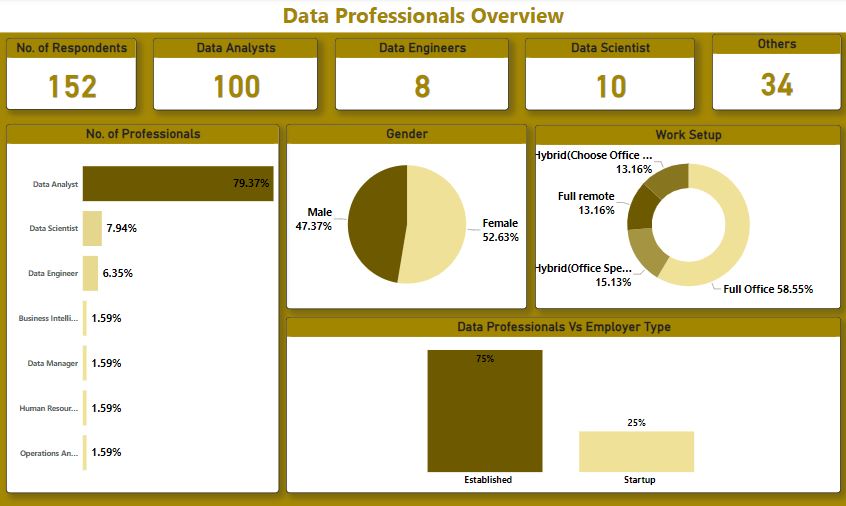 Data Professionals Overview
No. of Respondents
152
Data Analysts
100
Data Engineers
8
Data Scientist
10
Others
34
No. of Professionals
Data Analyst
79.37%
Data Scientist
7.94%
Data Engineer
6.35%
Business Intelli...
1.59%
Data Manager
1.59%
Human Resour...
1.59%
Operations An...
1.59%
Gender
Male
47.37%
Female
52.63%
Work Setup
Hybrid(Choose Office ...
13.16%
Full remote
13.16%
Hybrid(Office Spe...
15.13%
Full Office 58.55%
Data Professionals Vs Employer Type
75%
25%
Established
Startup